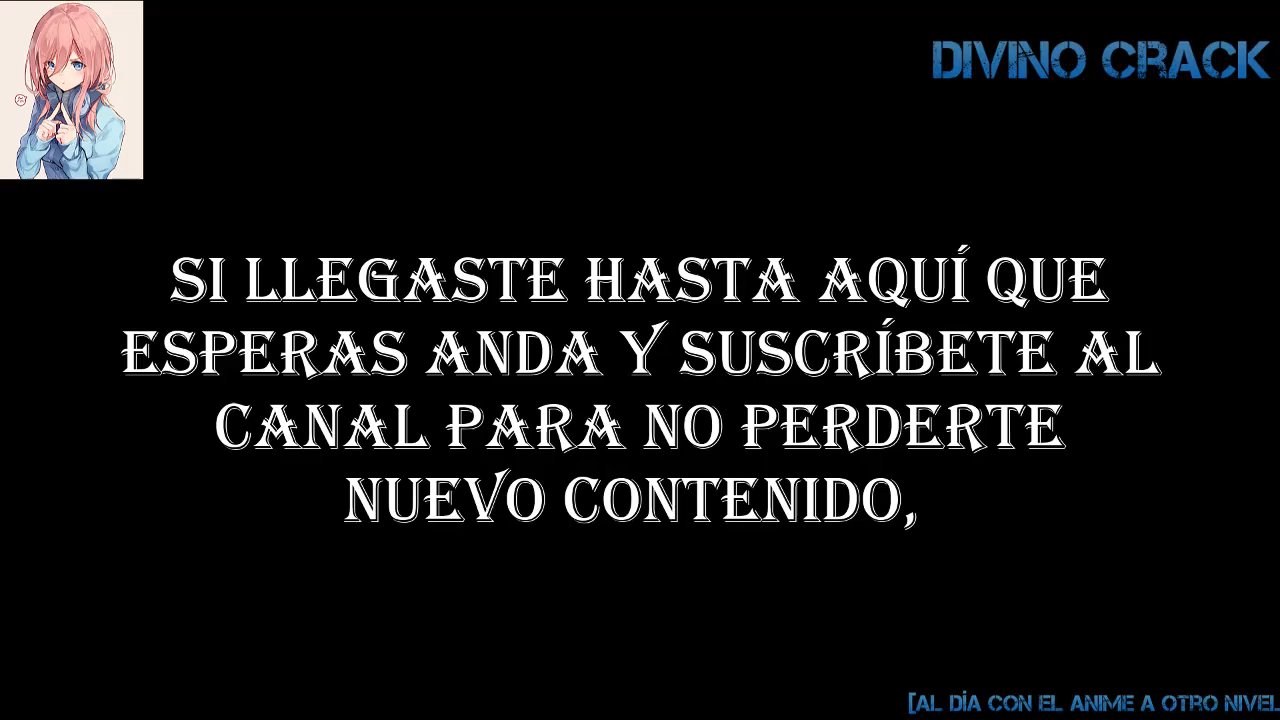 DIVINO CRACK
SI LLEGASTE HASTA AQUÍ QUE
ESPERAS ANDA Y SUSCRÍBETE AL
CANAL PARA NO PERDERTE
NUEVO CONTENIDO,
[AL DÍA CON EL ANIME A OTRO NIVEL